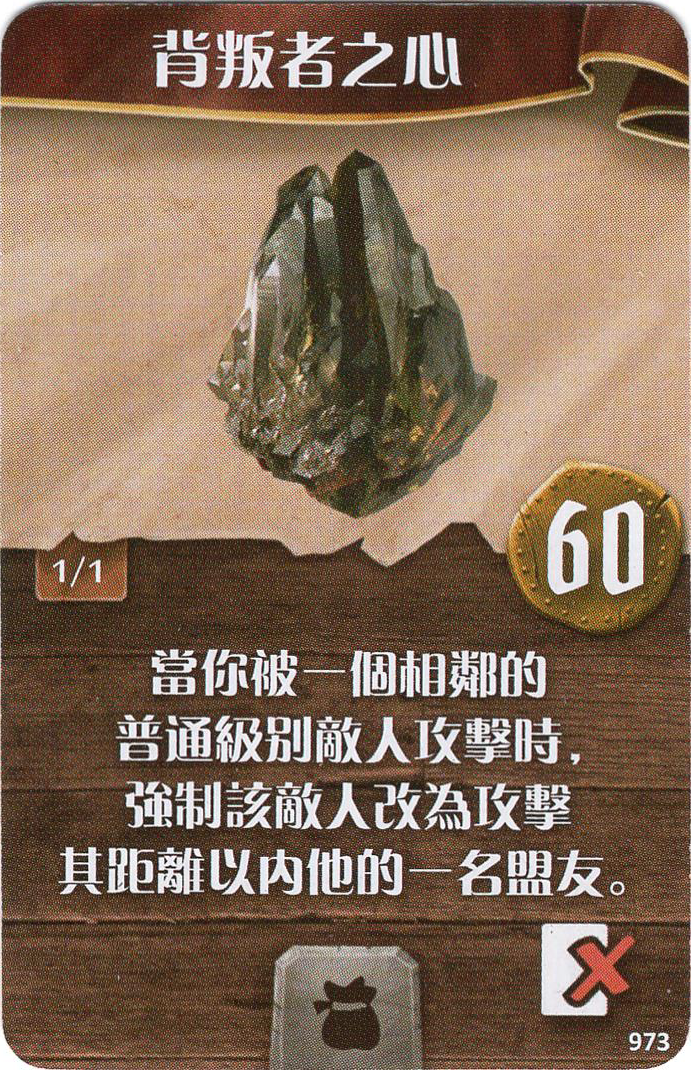 背叛者之心
1/1
60
當你被一個相鄰的
普通級別敵人攻擊時，
強制該敵人改為攻擊
其距離以內他的一名盟友。
973